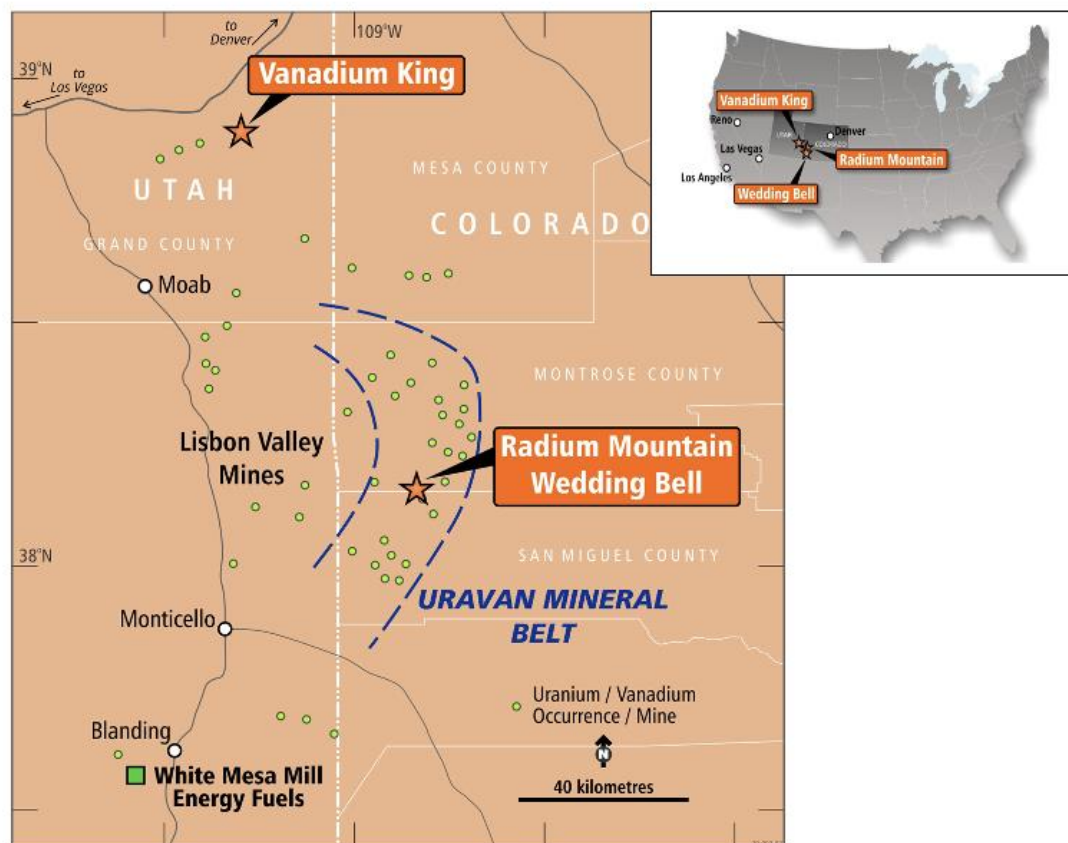 to
Denver
109°W
39°N
to
Los Vegas
Vanadium King
MESA COUNTY
UTAH
COLORADO
GRAND COUNTY
Moab
MONTROSE COUNTY
Lisbon Valley
Mines
Radium Mountain
Wedding Bell
38°N
SAN MIGUEL COUNTY
URAVAN MINERAL
BELT
Monticello
Uranium / Vanadium
Occurrence / Mine
N
Blanding
White Mesa Mill
Energy Fuels
40 kilometres
Vanadium King
Reno
UTAH
Denver
COLORADO
Las Vegas
Radium Mountain
Los Angeles
Wedding Bell